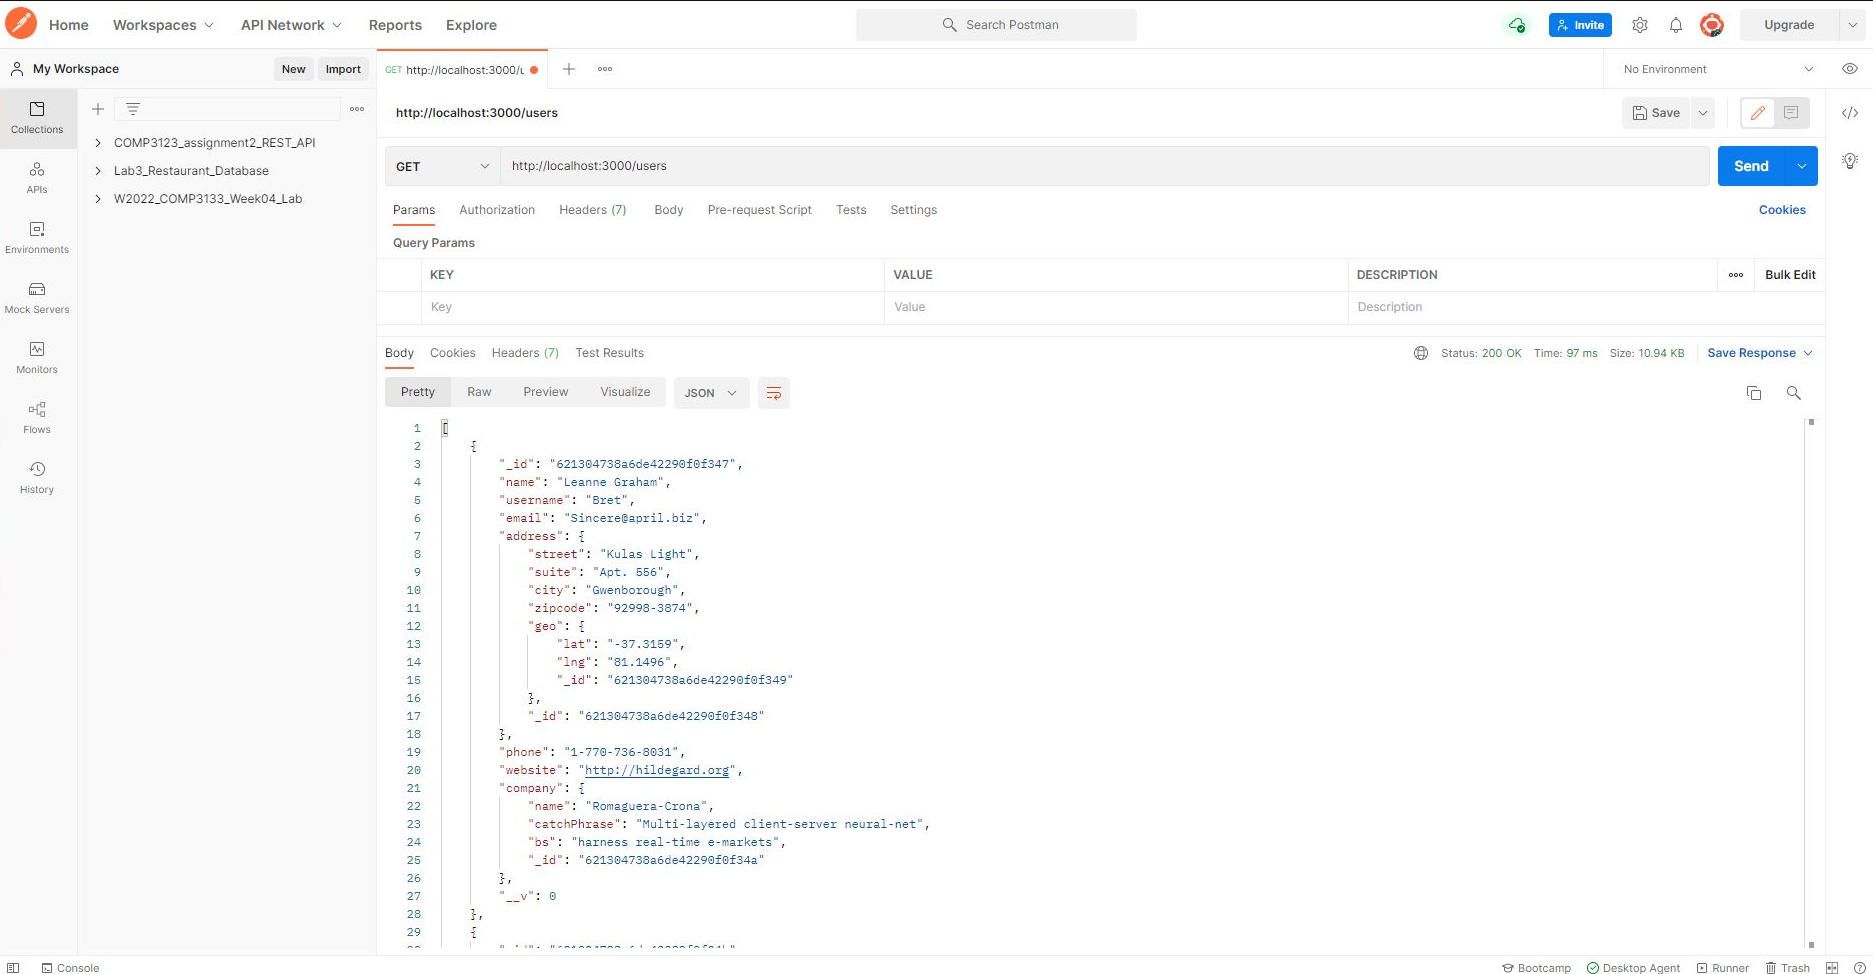 Home Workspaces API Network Reports Explore Search Postman Invite Upgrade
My Workspace New Import GET http://localhost:3000/u No Environment
Collections
APIs
Environments
Mock Servers
Monitors
Flows
History
COMP3123_assignment2_REST_API
Lab3_Restaurant_Database
W2022_COMP3133_Week04_Lab
http://localhost:3000/users Save
GET http://localhost:3000/users Send
Params Authorization Headers (7) Body Pre-request Script Tests Settings Cookies
Query Params
KEY VALUE DESCRIPTION Bulk Edit
Key Value Description
Body Cookies Headers (7) Test Results Status: 200 OK Time: 97 ms Size: 10.94 KB Save Response
Pretty Raw Preview Visualize JSON
1 [
2 {
3 "_id": "621304738a6de42290f0f347",
4 "name": "Leanne Graham",
5 "username": "Bret",
6 "email": "Sincere@april.biz",
7 "address": {
8 "street": "Kulas Light",
9 "suite": "Apt. 556",
10 "city": "Gwenborough",
11 "zipcode": "92998-3874",
12 "geo": {
13 "lat": "-37.3159",
14 "lng": "81.1496",
15 "_id": "621304738a6de42290f0f349"
16 },
17 "_id": "621304738a6de42290f0f348"
18 },
19 "phone": "1-770-736-8031",
20 "website": "http://hildegard.org",
21 "company": {
22 "name": "Romaguera-Crona",
23 "catchPhrase": "Multi-layered client-server neural-net",
24 "bs": "harness real-time e-markets",
25 "_id": "621304738a6de42290f0f34a"
26 },
27 "__v": 0
28 },
29 {
Console Bootcamp Desktop Agent Runner Trash